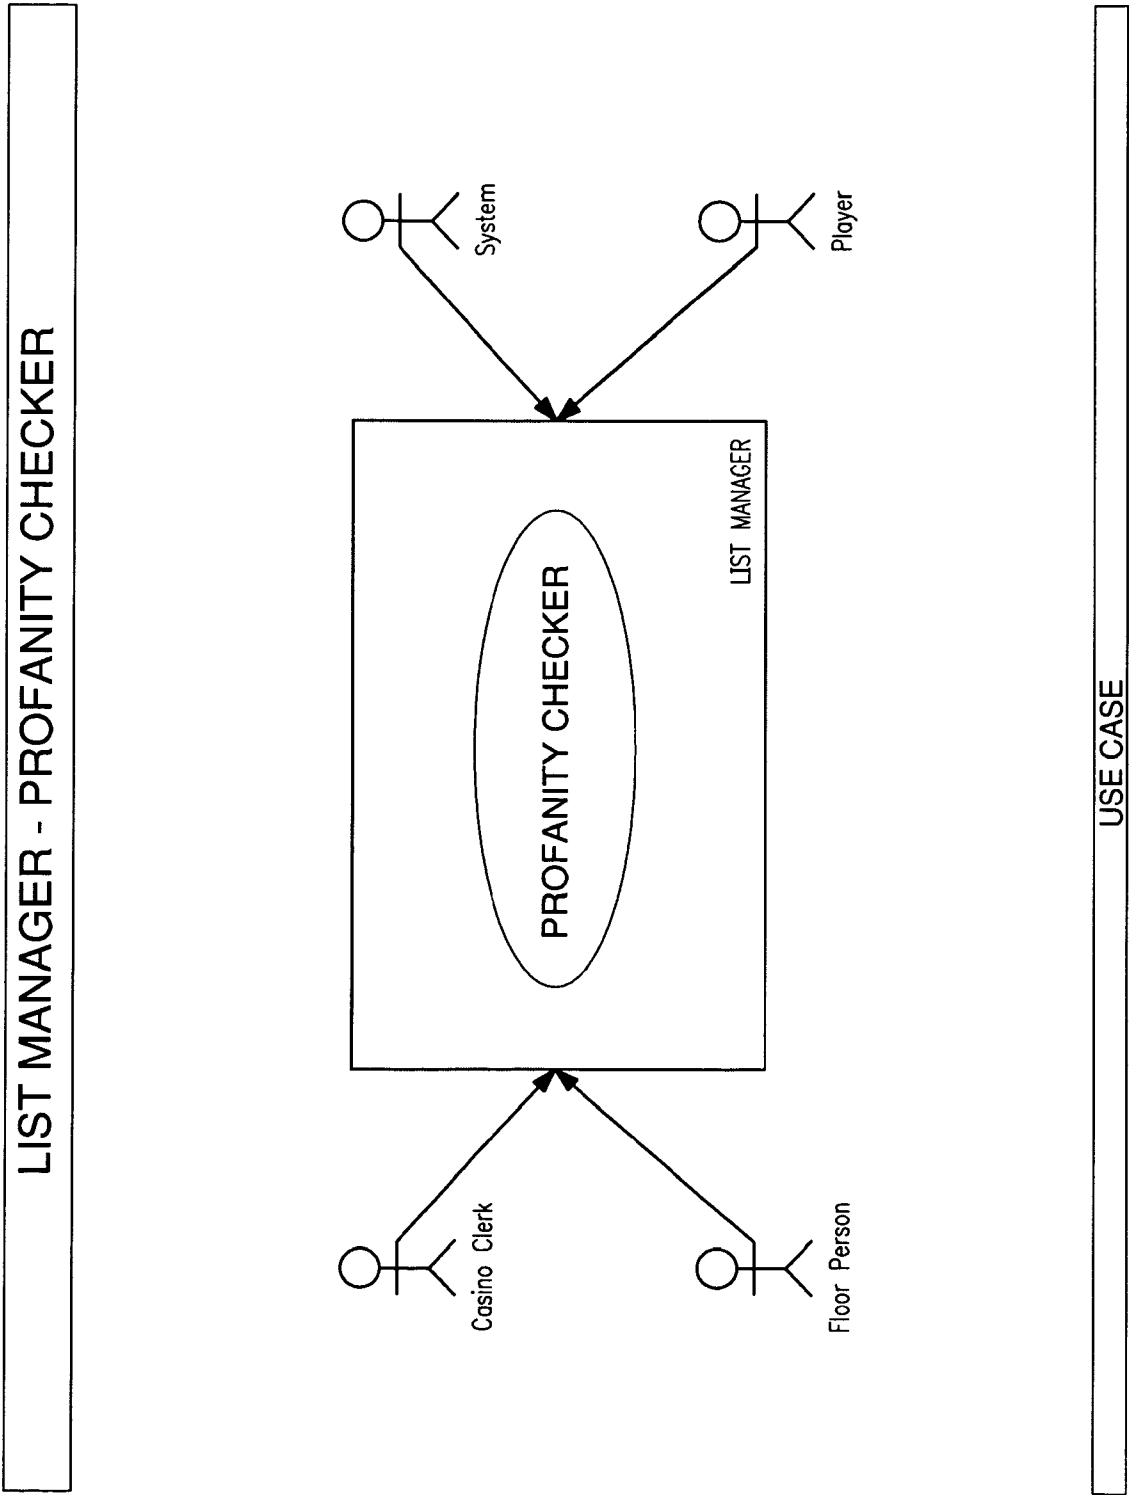 LIST MANAGER - PROFANITY CHECKER
Casino Clerk
System
PROFANITY CHECKER
LIST MANAGER
Floor Person
Player
USE CASE